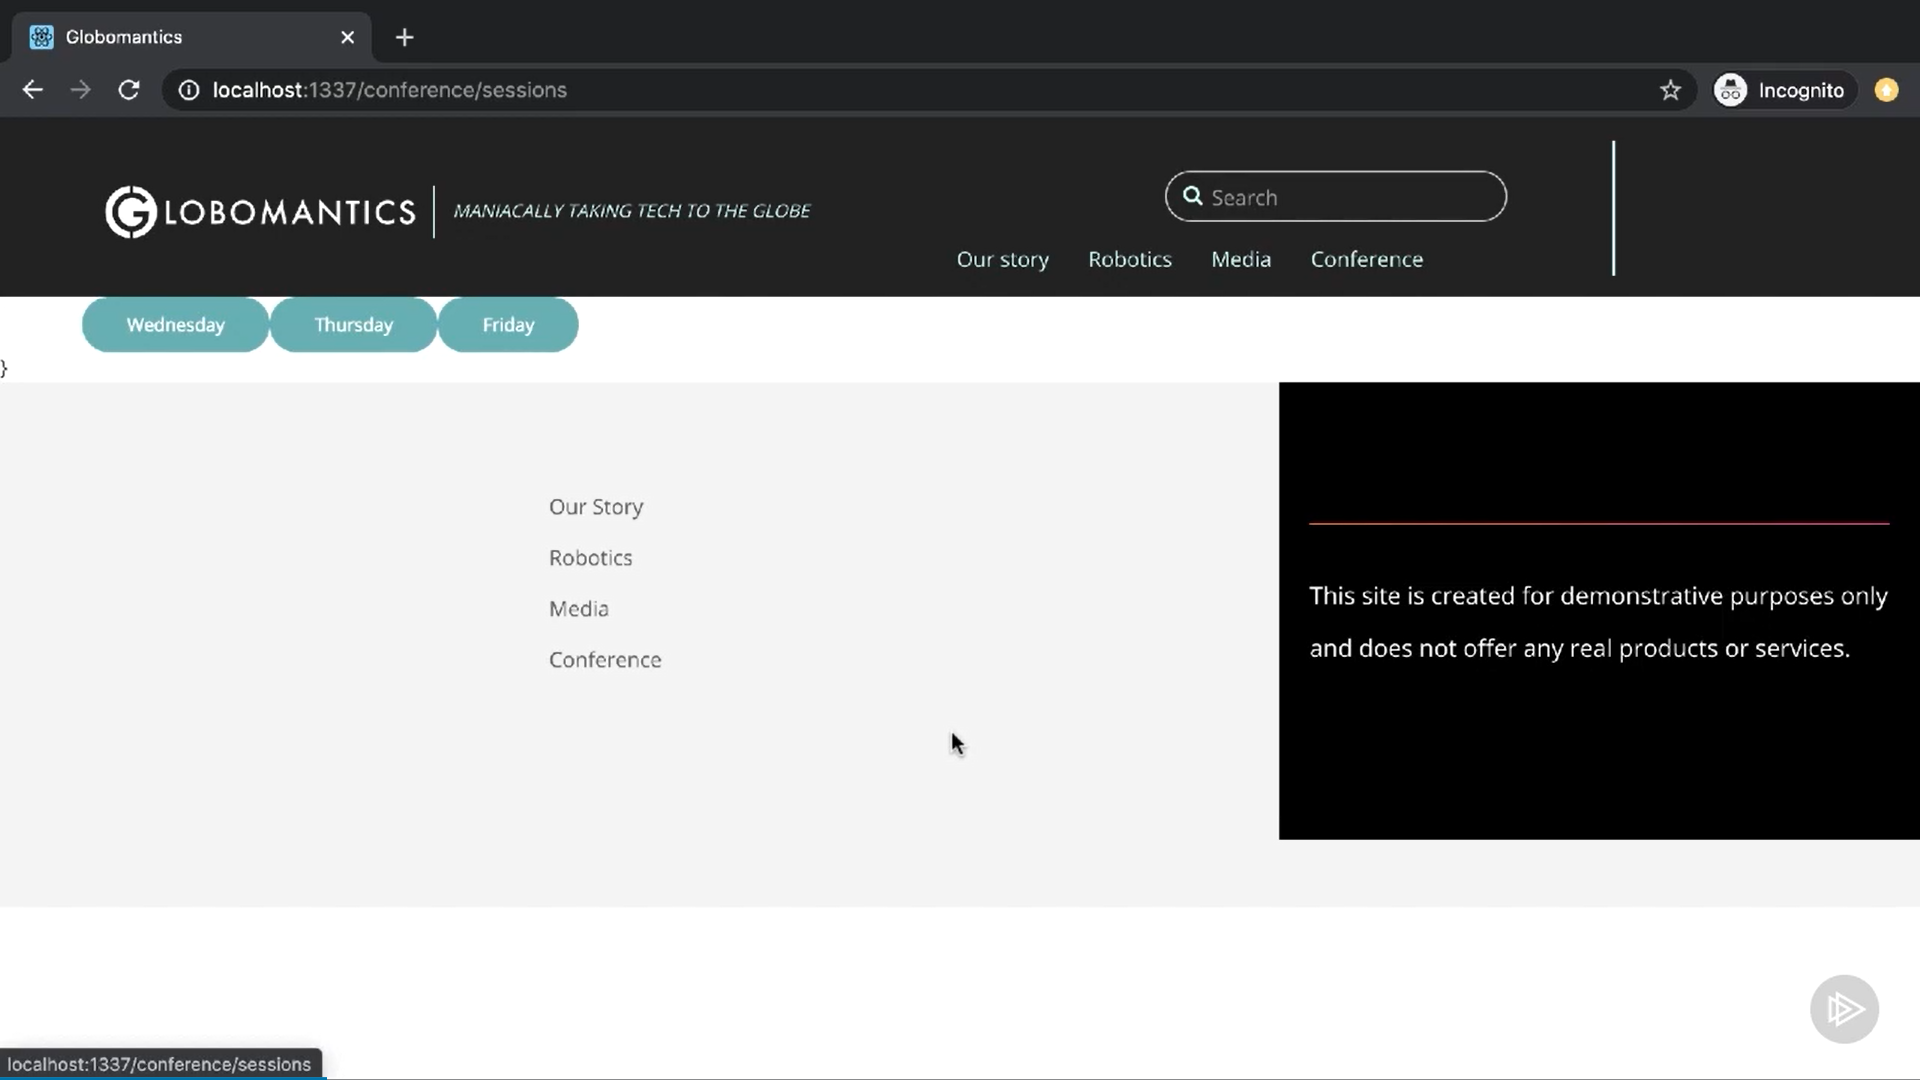 Globomantics
localhost:1337/conference/sessions
Incognito
GLOBOMANTICS
MANIACALLY TAKING TECH TO THE GLOBE
Search
Our story Robotics Media Conference
Wednesday Thursday Friday
}
Our Story
Robotics
Media
Conference
This site is created for demonstrative purposes only
and does not offer any real products or services.
localhost:1337/conference/sessions